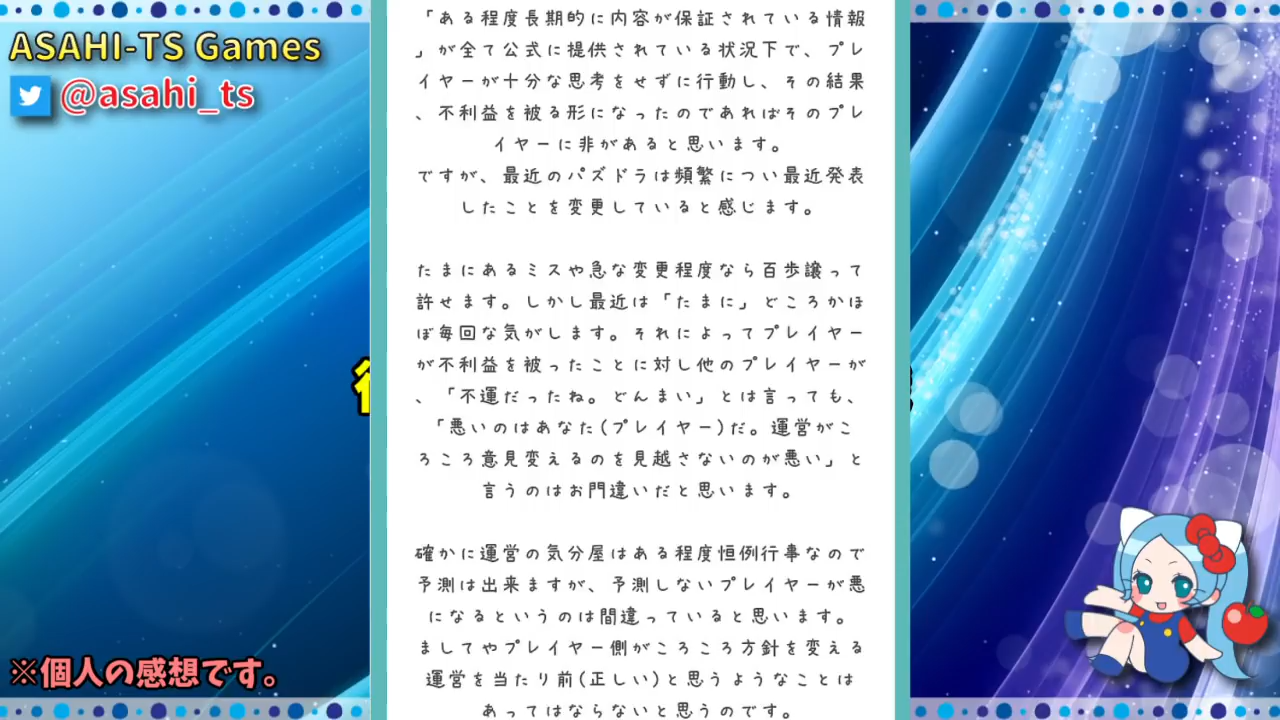 ASAHI-TS Games
@asahi_ts
「ある程度長期的に内容が保証されている情報
」が全て公式に提供されている状況下で、プレ
イヤーが十分な思考をせずに行動し、その結果
、不利益を被る形になったのであればそのプレ
イヤーに非があると思います。
ですが、最近のパズドラは頻繁につい最近発表
したことを変更していると感じます。
たまにあるミスや急な変更程度なら百歩譲って
許せます。しかし最近は「たまに」どころかほ
ぼ毎回な気がします。それによってプレイヤー
が不利益を被ったことに対し他のプレイヤーが
、「不運だったね。どんまい」とは言っても、
「悪いのはあなた(プレイヤー)だ。運営がこ
ろころ意見変えるのを見越さないのが悪い」と
言うのはお門違いだと思います。
確かに運営の気分屋はある程度恒例行事なので
予測は出来ますが、予測しないプレイヤーが悪
になるというのは間違っていると思います。
ましてやプレイヤー側がころころ方針を変える
運営を当たり前(正しい)と思うようなことは
あってはならないと思うのです。
※個人の感想です。